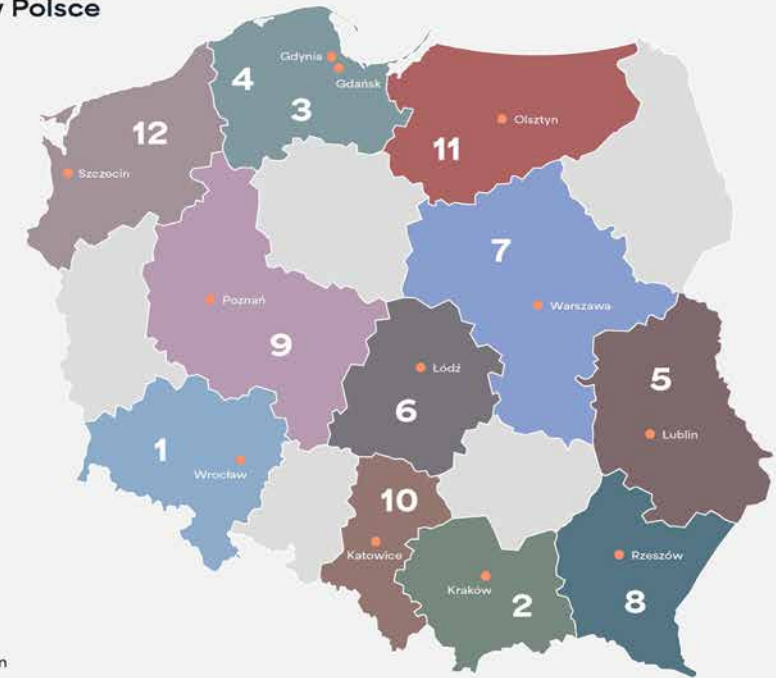 w Polsce
Gdynia
4
Gdańsk
3
12
Olsztyn
11
Szczecin
7
Poznań
Warszawa
9
Łódź
5
6
Lublin
1
Wrocław
10
Katowice
Rzeszów
Kraków
2
8